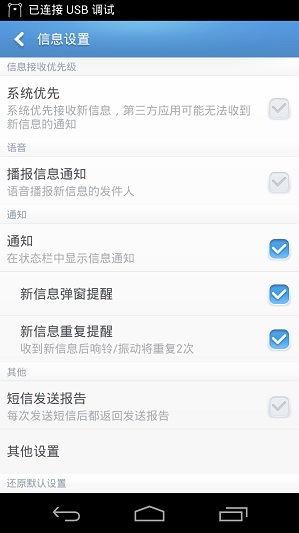 已连接 USB 调试
信息设置
信息接收优先级
系统优先
系统优先接收新信息，第三方应用可能无法收到
新信息的通知
语音
播报信息通知
语音播报新信息的发件人
通知
通知
在状态栏中显示信息通知
新信息弹窗提醒
新信息重复提醒
收到新信息后响铃/振动将重复2次
其他
短信发送报告
每次发送短信后都返回发送报告
其他设置
还原默认设置